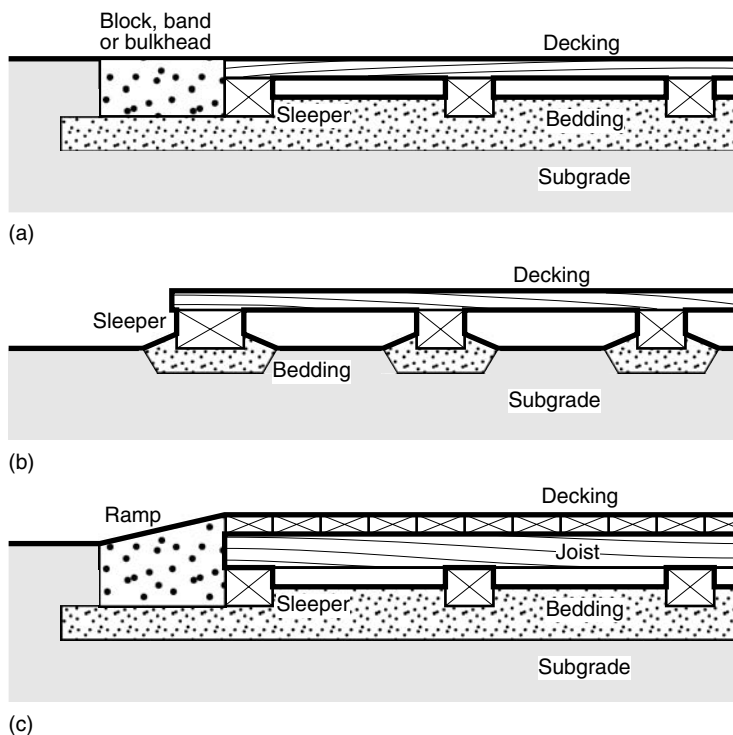 Block, band
or bulkhead
Decking
Sleeper
Bedding
Subgrade
(a)
Decking
Sleeper
Bedding
Subgrade
(b)
Ramp
Decking
Joist
Sleeper
Bedding
Subgrade
(c)